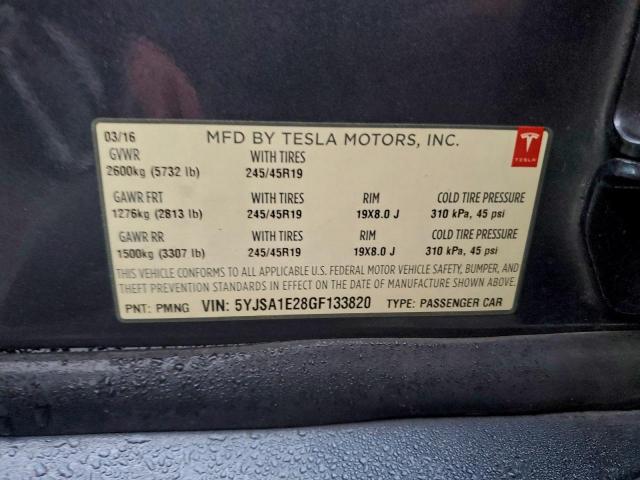 03/16 MFD BY TESLA MOTORS, INC.
GVWR WITH TIRES
2600kg (5732 lb) 245/45R19
TESLA
GAWR FRT WITH TIRES RIM COLD TIRE PRESSURE
1276kg (2813 lb) 245/45R19 19X8.0 J 310 kPa, 45 psi
GAWR RR WITH TIRES RIM COLD TIRE PRESSURE
1500kg (3307 lb) 245/45R19 19X8.0 J 310 kPa, 45 psi
THIS VEHICLE CONFORMS TO ALL APPLICABLE U.S. FEDERAL MOTOR VEHICLE SAFETY, BUMPER, AND
THEFT PREVENTION STANDARDS IN EFFECT ON THE DATE OF MANUFACTURE SHOWN ABOVE.
PNT: PMNG VIN: 5YJSA1E28GF133820 TYPE: PASSENGER CAR